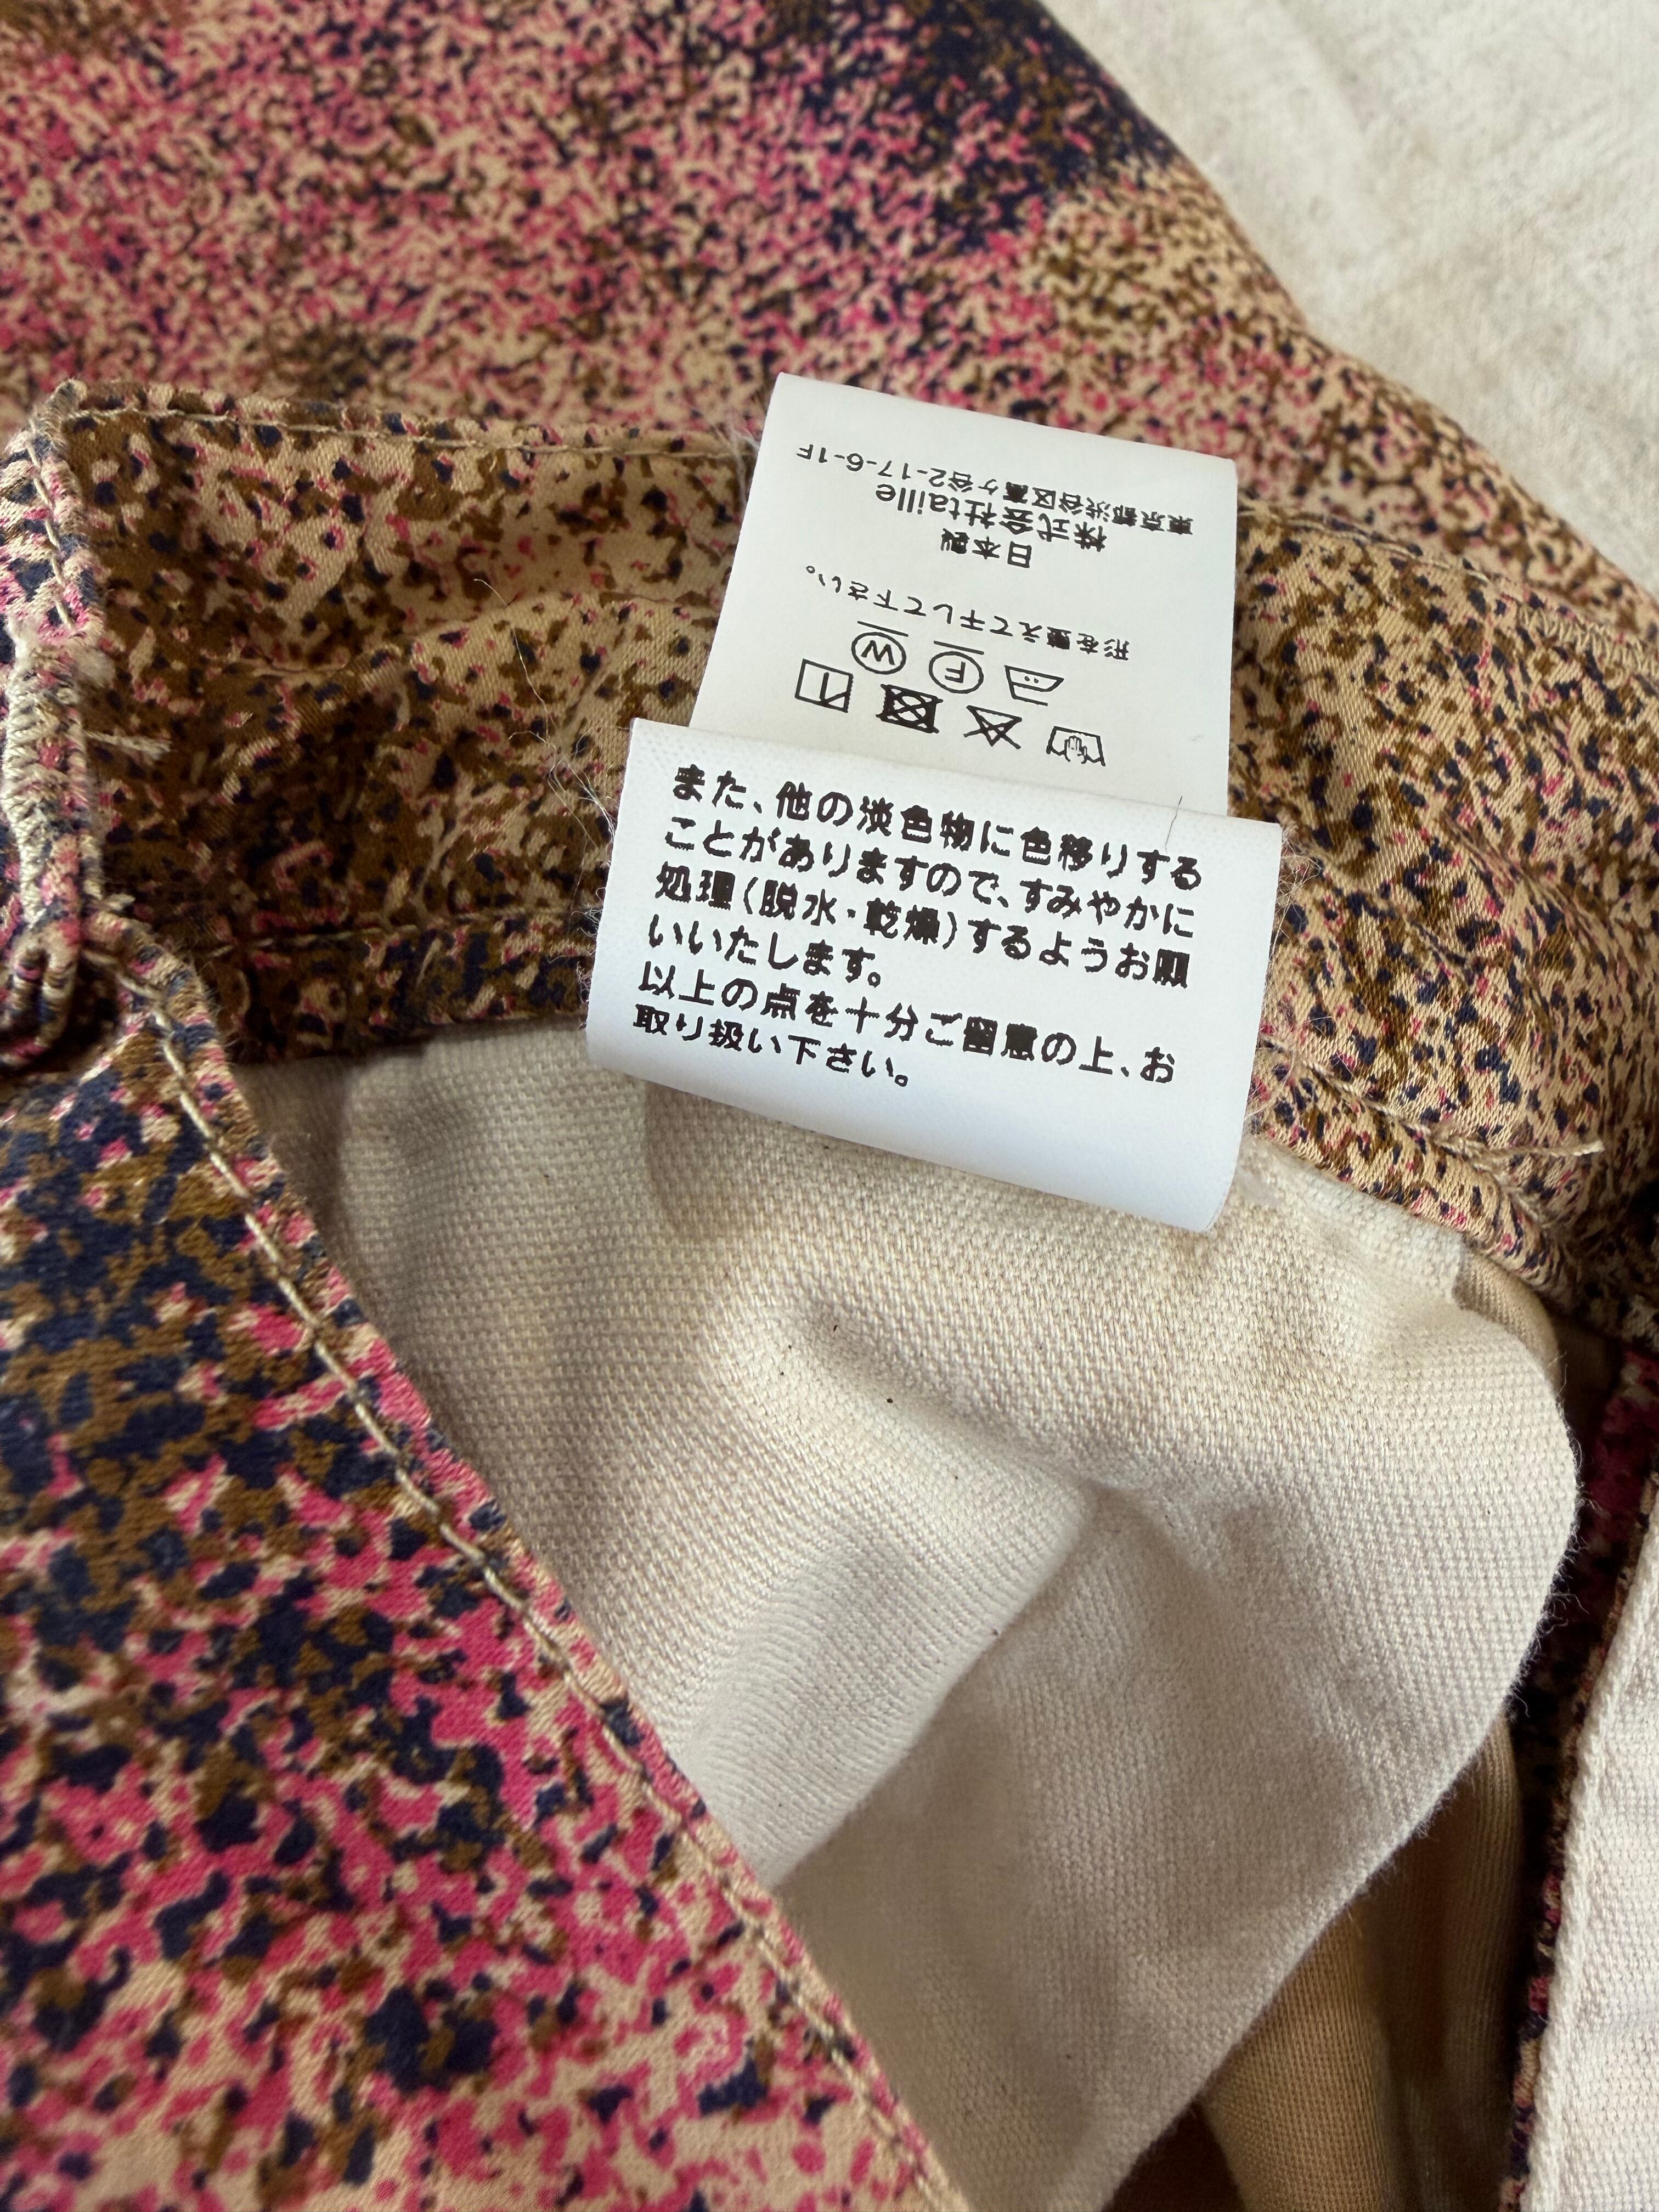 また、他の淡色物に色移りする
ことがありますので、すみやかに
処理(脱水・乾燥)するようお願
いいたします。
以上の点を十分ご留意の上、お
取り扱い下さい。
形を整えて干して下さい。
日本製
株式会社taille
東京都渋谷区富ヶ谷2-17-6-1F